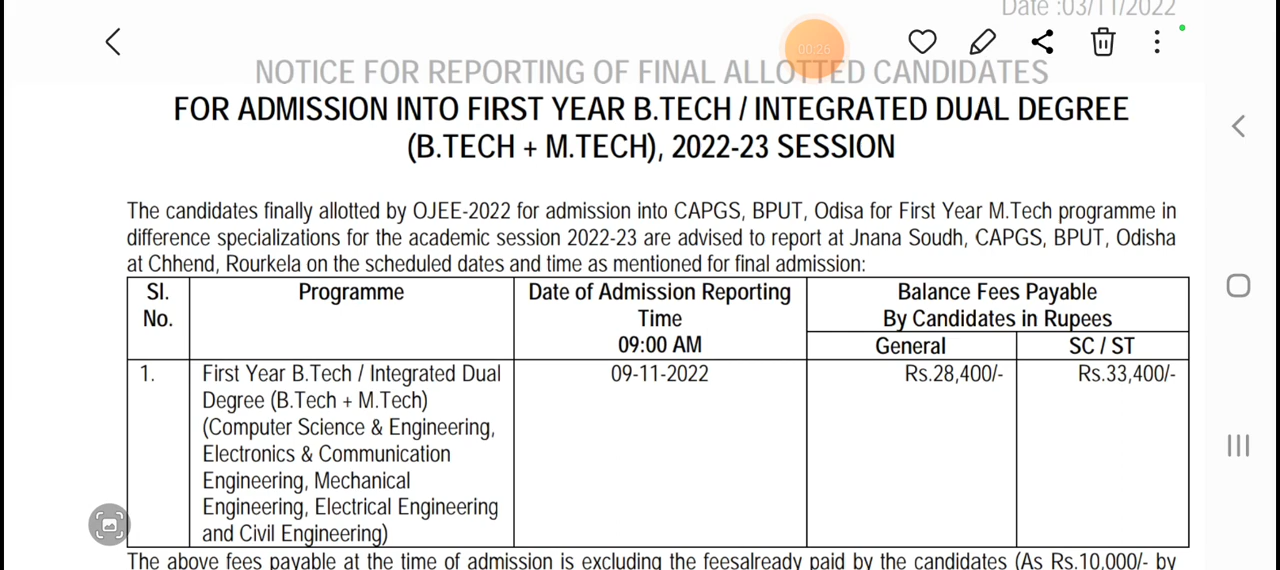 Date :03/11/2022
00:26
NOTICE FOR REPORTING OF FINAL ALLOTTED CANDIDATES
FOR ADMISSION INTO FIRST YEAR B.TECH / INTEGRATED DUAL DEGREE
(B.TECH + M.TECH), 2022-23 SESSION
The candidates finally allotted by OJEE-2022 for admission into CAPGS, BPUT, Odisa for First Year M.Tech programme in
difference specializations for the academic session 2022-23 are advised to report at Jnana Soudh, CAPGS, BPUT, Odisha
at Chhend, Rourkela on the scheduled dates and time as mentioned for final admission:
Sl.
No.
Programme
Date of Admission Reporting
Time
09:00 AM
Balance Fees Payable
By Candidates in Rupees
General
SC / ST
1.
First Year B.Tech / Integrated Dual
Degree (B.Tech + M.Tech)
(Computer Science & Engineering,
Electronics & Communication
Engineering, Mechanical
Engineering, Electrical Engineering
and Civil Engineering)
09-11-2022
Rs.28,400/-
Rs.33,400/-
The above fees payable at the time of admission is excluding the feesalready paid by the candidates (As Rs.10,000/- by